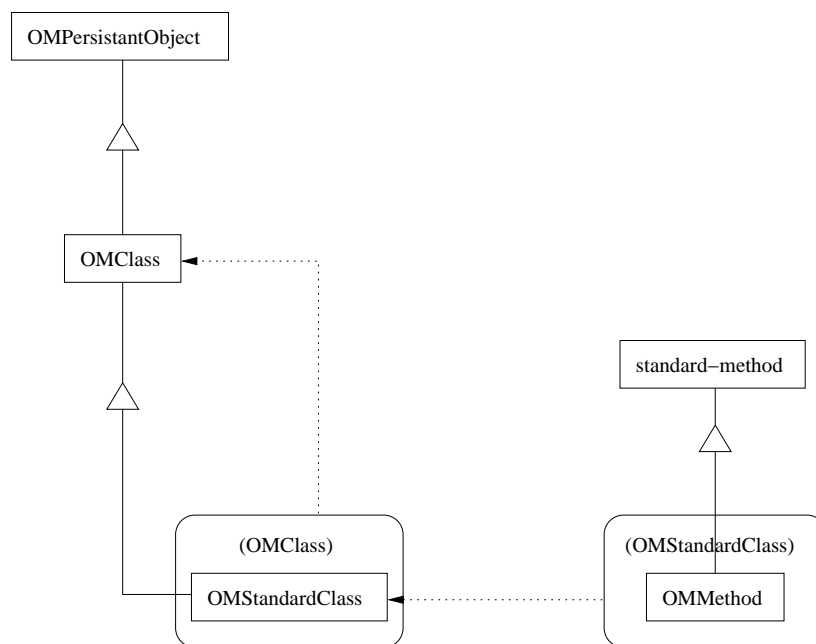 OMPersistantObject
OMClass
standard−method
(OMClass)
(OMStandardClass)
OMStandardClass
OMMethod